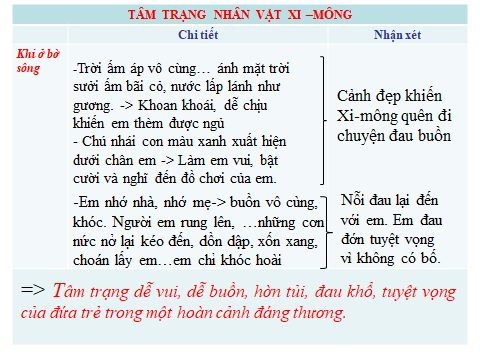 TÂM TRẠNG NHÂN VẬT XI –MÔNG
Chi tiết
Nhận xét
Khi ở bờ
sông
-Trời ấm áp vô cùng… ánh mặt trời
sưởi ấm bãi cỏ, nước lấp lánh như
gương. -> Khoan khoái, dễ chịu
khiến em thèm được ngủ
- Chú nhái con màu xanh xuất hiện
dưới chân em -> Làm em vui, bật
cười và nghĩ đến đồ chơi của em.
Cảnh đẹp khiến
Xi-mông quên đi
chuyện đau buồn
-Em nhớ nhà, nhớ mẹ-> buồn vô cùng,
khóc. Người em rung lên, …những cơn
nức nở lại kéo đến, dồn dập, xốn xang,
choán lấy em…em chỉ khóc hoài
Nỗi đau lại đến
với em. Em đau
đớn tuyệt vọng
vì không có bố.
=> Tâm trạng dễ vui, dễ buồn, hờn tủi, đau khổ, tuyệt vọng
của đứa trẻ trong một hoàn cảnh đáng thương.